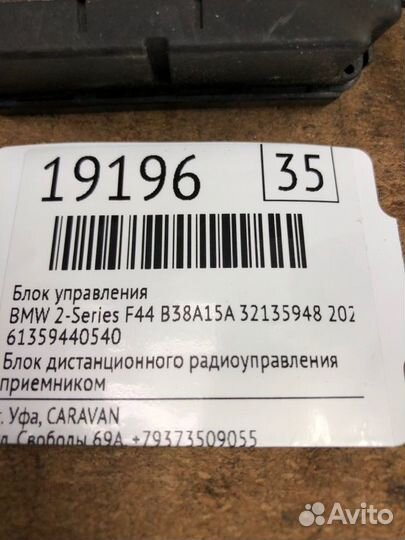 19196
35
Блок управления
BMW 2-Series F44 B38A15A 32135948 202
61359440540
Блок дистанционного радиоуправления
приемником
г. Уфа, CARAVAN
ул. Свободы 69А, +79373509055
Avito